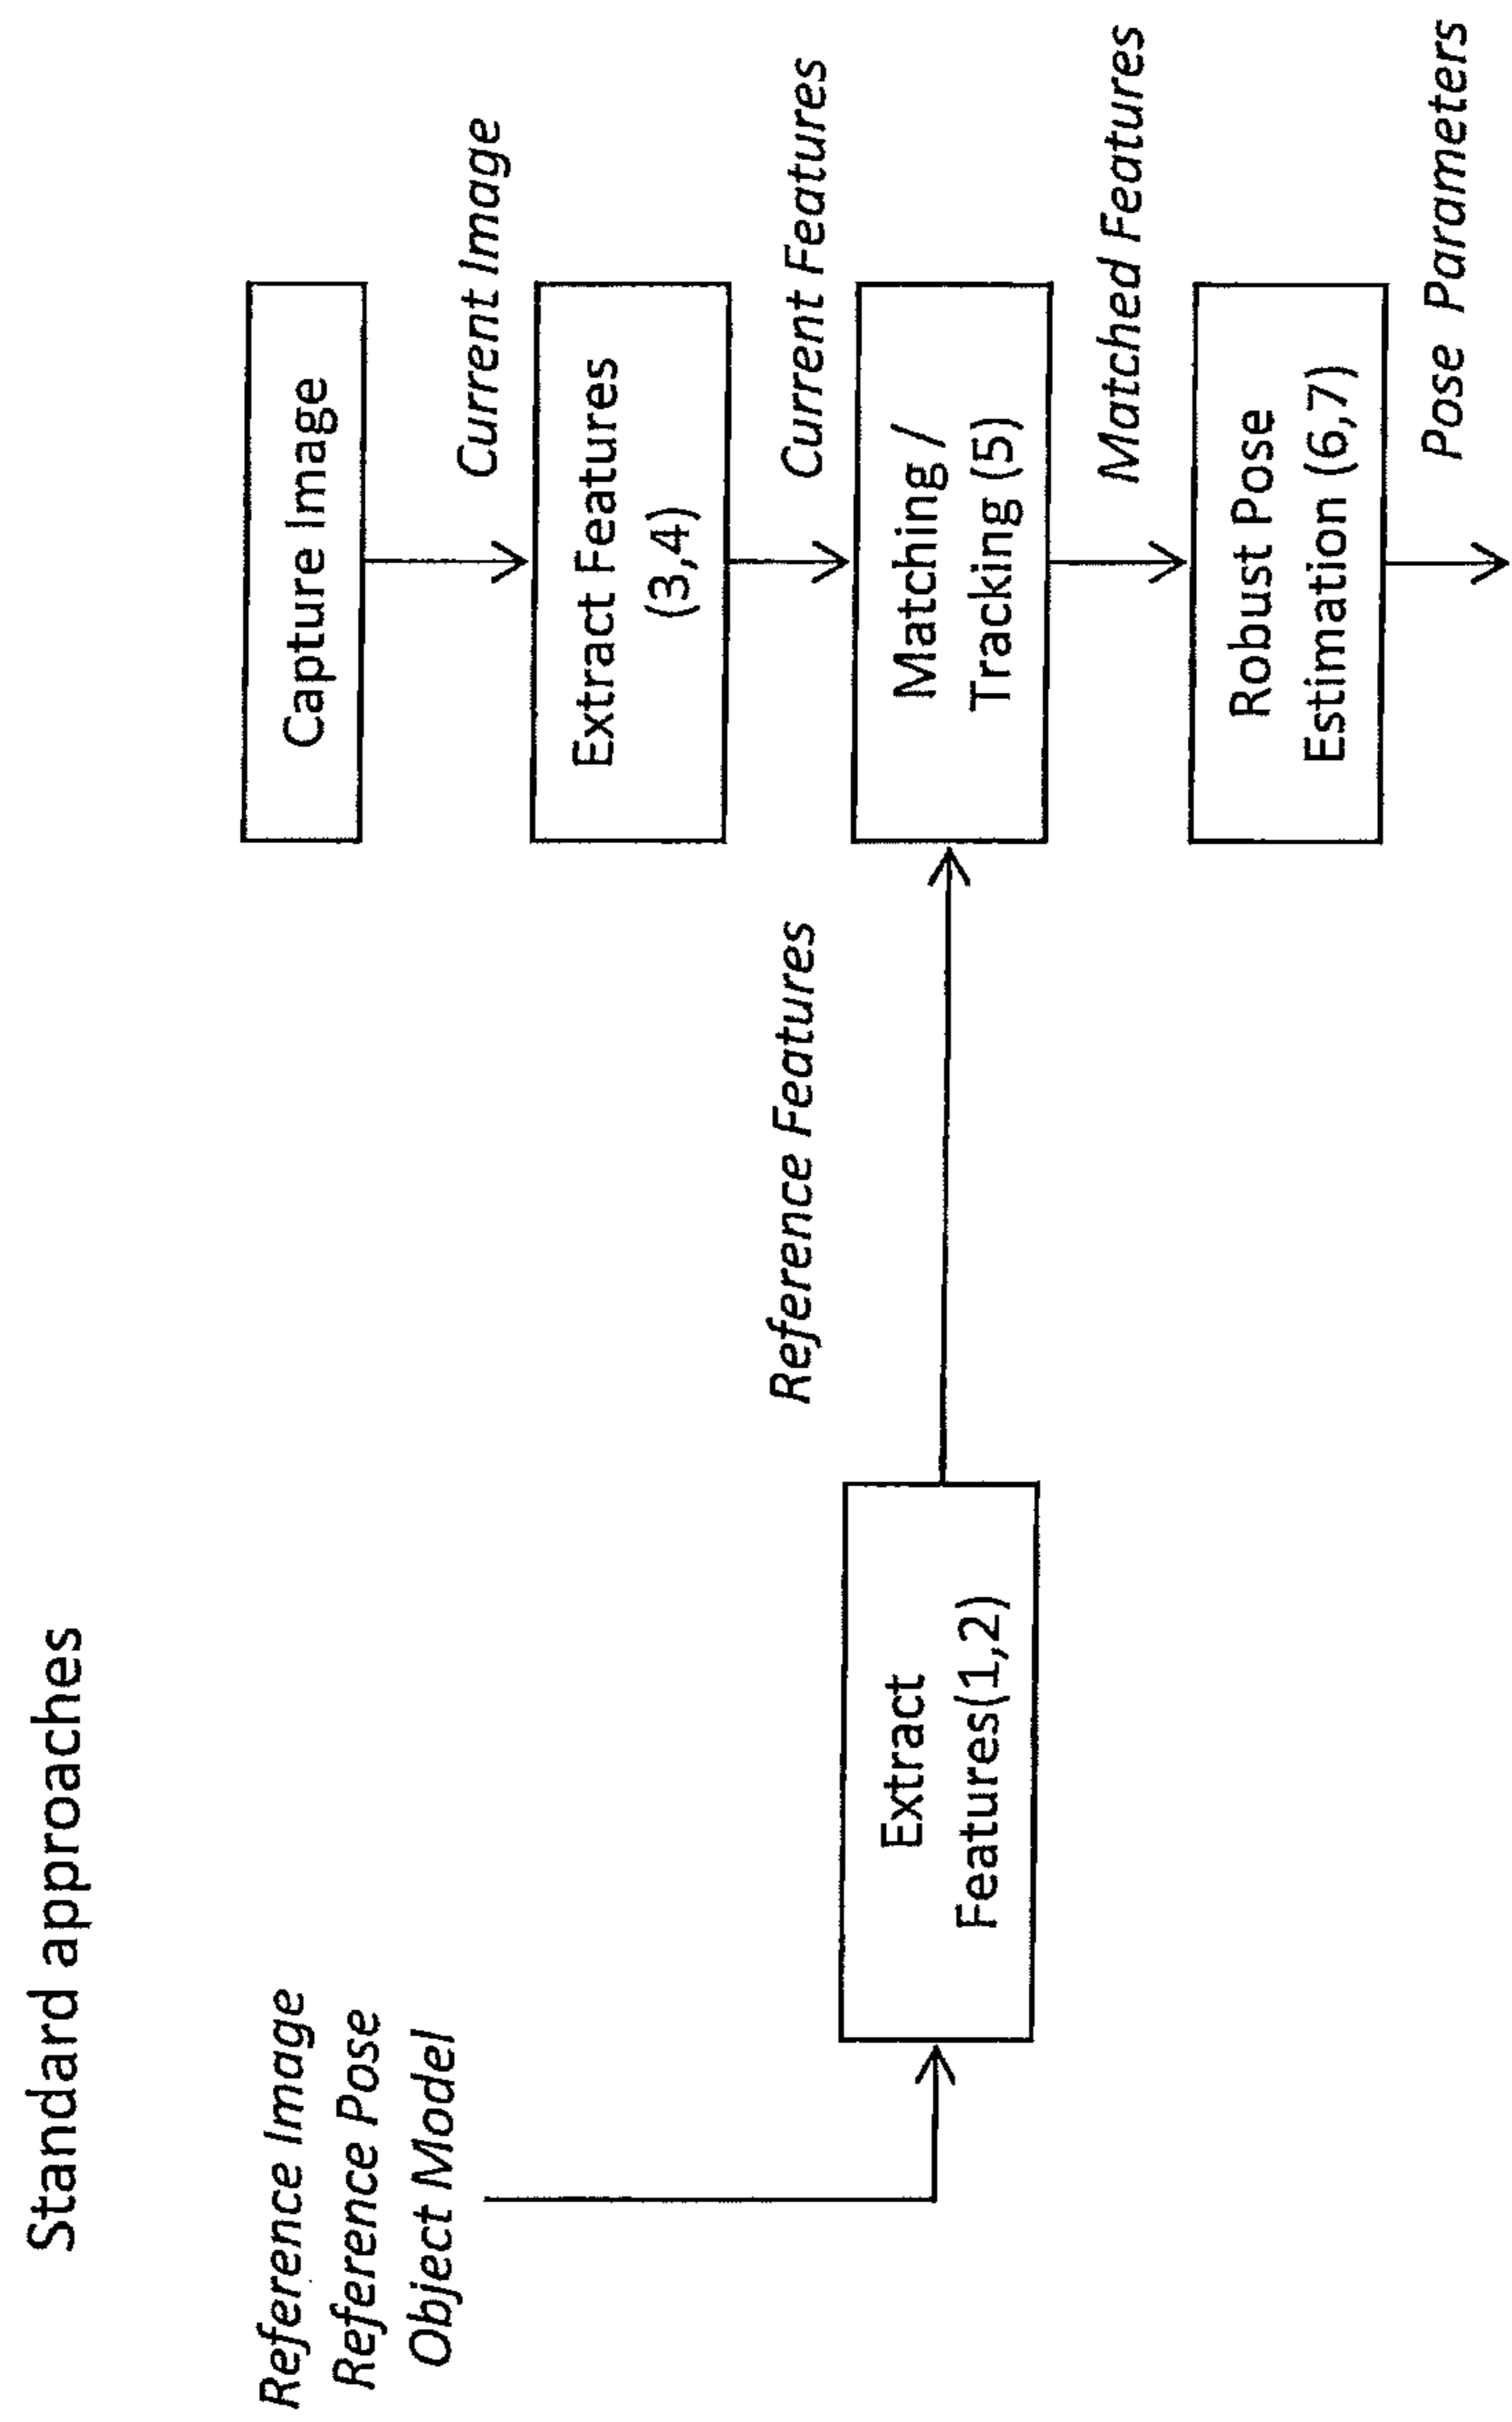 Standard approaches
Reference Image
Reference Pose
Object Model
Extract
Features(1,2)
Reference Features
Capture Image
Current Image
Extract Features
(3,4)
Current Features
Matching /
Tracking (5)
Matched Features
Robust Pose
Estimation (6,7)
Pose Parameters